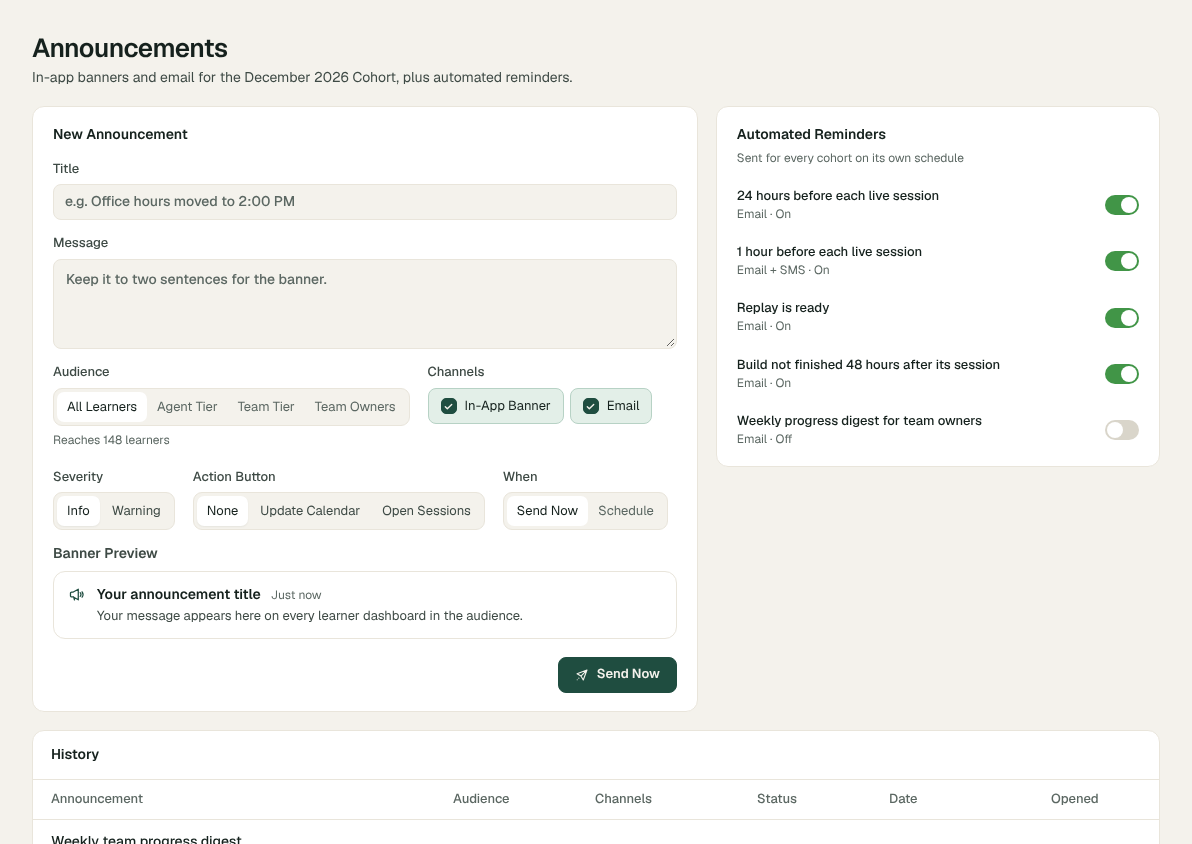 Announcements
In-app banners and email for the December 2026 Cohort, plus automated reminders.
New Announcement
Title
e.g. Office hours moved to 2:00 PM
Message
Keep it to two sentences for the banner.
Audience
All Learners
Agent Tier
Team Tier
Team Owners
Reaches 148 learners
Channels
In-App Banner
Email
Severity
Info
Warning
Action Button
None
Update Calendar
Open Sessions
When
Send Now
Schedule
Banner Preview
Your announcement title Just now
Your message appears here on every learner dashboard in the audience.
Send Now
Automated Reminders
Sent for every cohort on its own schedule
24 hours before each live session
Email · On
1 hour before each live session
Email + SMS · On
Replay is ready
Email · On
Build not finished 48 hours after its session
Email · On
Weekly progress digest for team owners
Email · Off
History
Announcement Audience Channels Status Date Opened
Weekly team progress digest